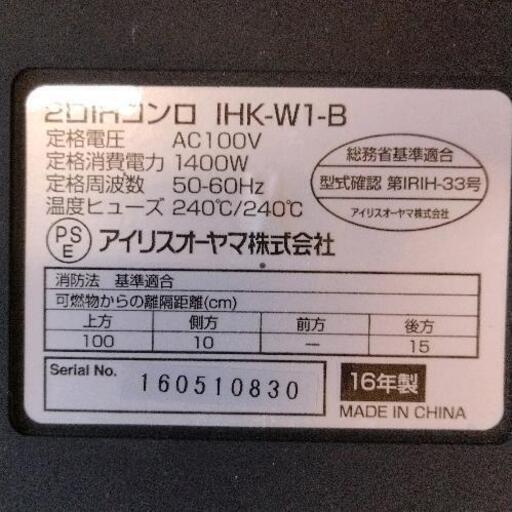 2口IHコンロ IHK-W1-B
定格電圧 AC100V
定格消費電力 1400W
定格周波数 50-60Hz
温度ヒューズ 240℃/240℃
総務省基準適合
型式確認 第IRIH-33号
アイリスオーヤマ株式会社
PSE アイリスオーヤマ株式会社
消防法 基準適合
可燃物からの離隔距離(cm)
上方 側方 前方 後方
100 10 — 15
Serial No. 160510830
16年製
MADE IN CHINA